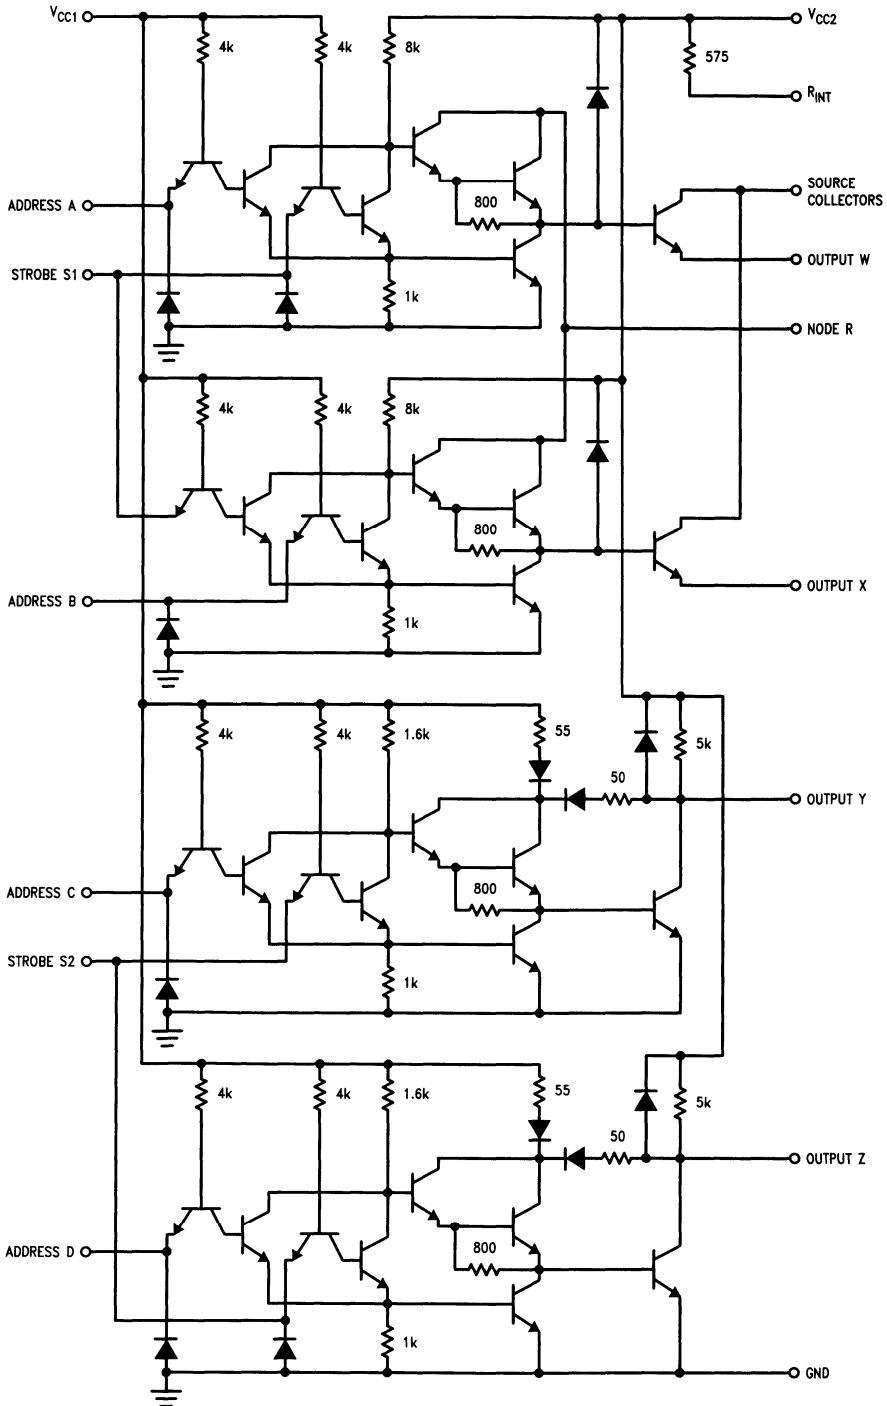 VCC1
4k
4k
8k
VCC2
575
RINT
ADDRESS A
800
SOURCE
COLLECTORS
STROBE S1
OUTPUT W
1k
NODE R
4k
4k
8k
800
ADDRESS B
OUTPUT X
1k
4k
4k
1.6k
55
5k
50
OUTPUT Y
ADDRESS C
800
STROBE S2
1k
4k
4k
1.6k
55
5k
50
OUTPUT Z
ADDRESS D
800
1k
GND